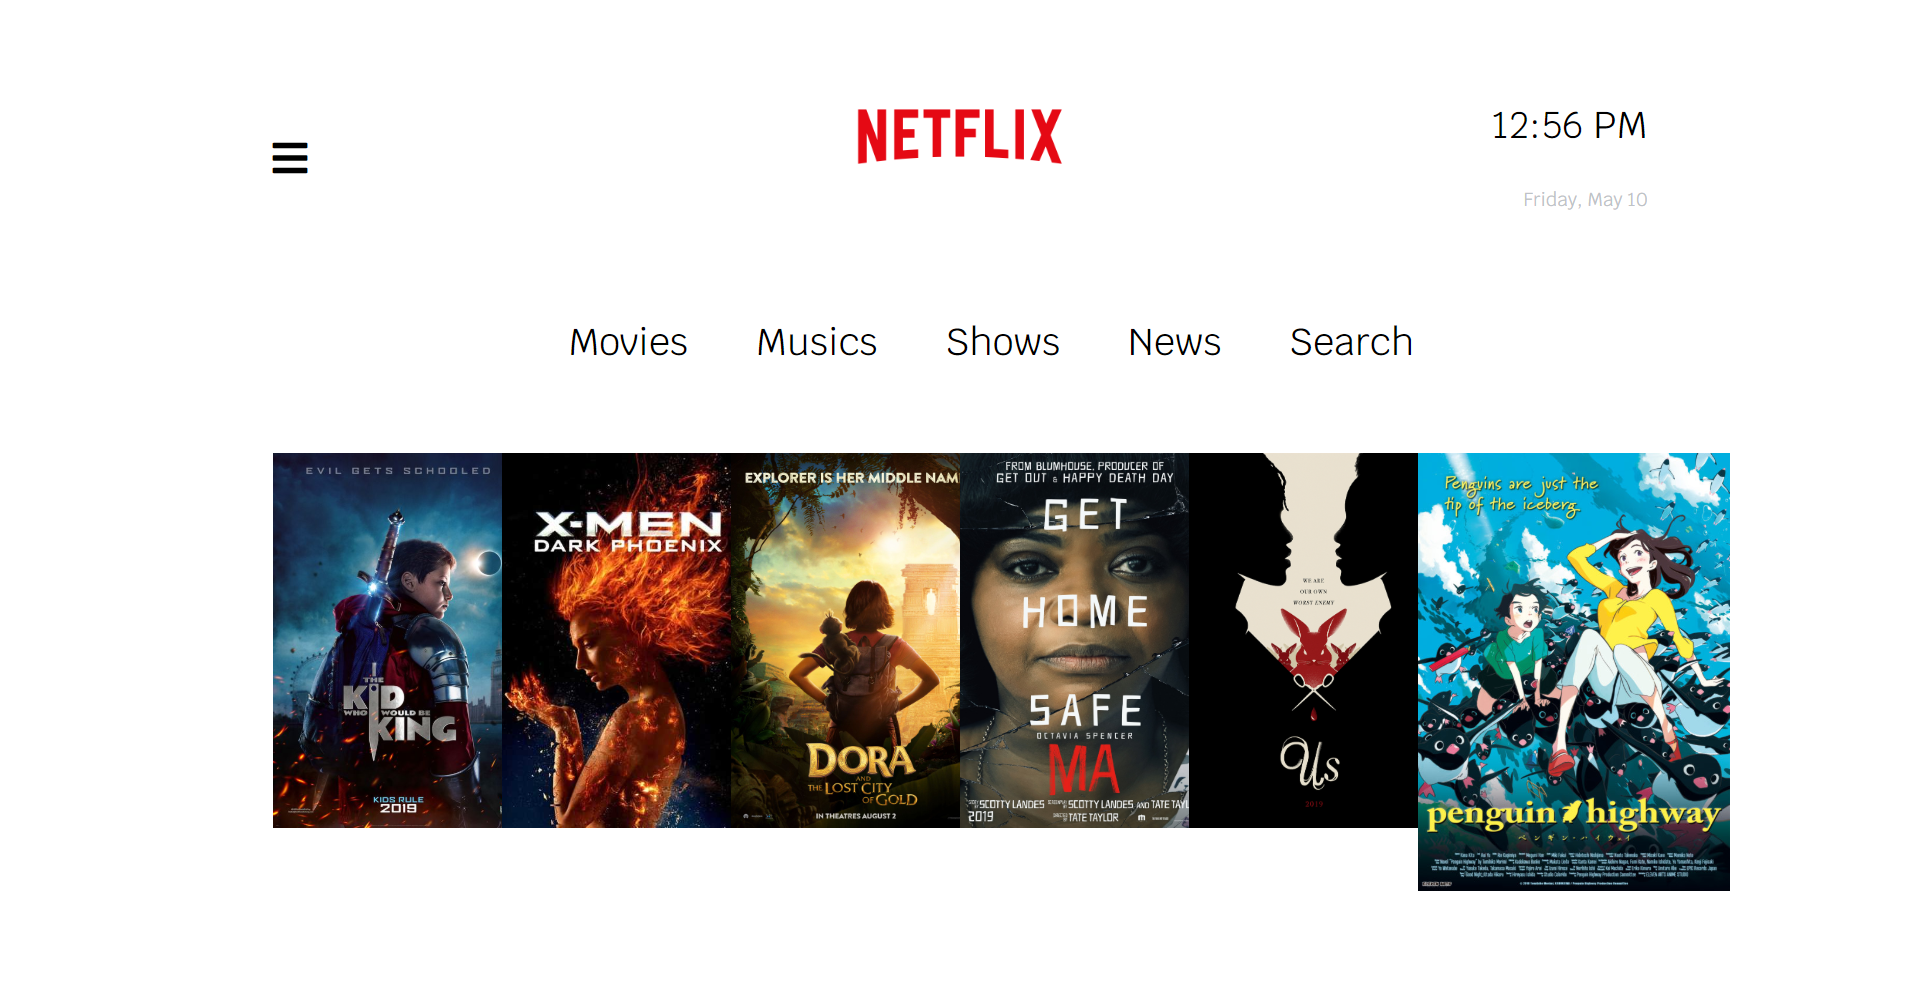 NETFLIX
12:56 PM
Friday, May 10
Movies
Musics
Shows
News
Search
EVIL GETS SCHOOLED
THE
KID
WHO WOULD BE
KING
KIDS RULE
2019
X-MEN
DARK PHOENIX
EXPLORER IS HER MIDDLE NAM
DORA
AND
THE LOST CITY
OF GOLD
IN THEATRES AUGUST 2
FROM BLUMHOUSE, PRODUCER OF
GET OUT & HAPPY DEATH DAY
GET
HOME
SAFE
OCTAVIA SPENCER
MA
SCOTTY LANDES
SCOTTY LANDES AND TATE TAYL
2019
TATE TAYLOR
WE ARE
OUR OWN
WORST ENEMY
Us
2019
Penguins are just the
tip of the iceberg.
penguin highway
ペンギン・ハイウェイ